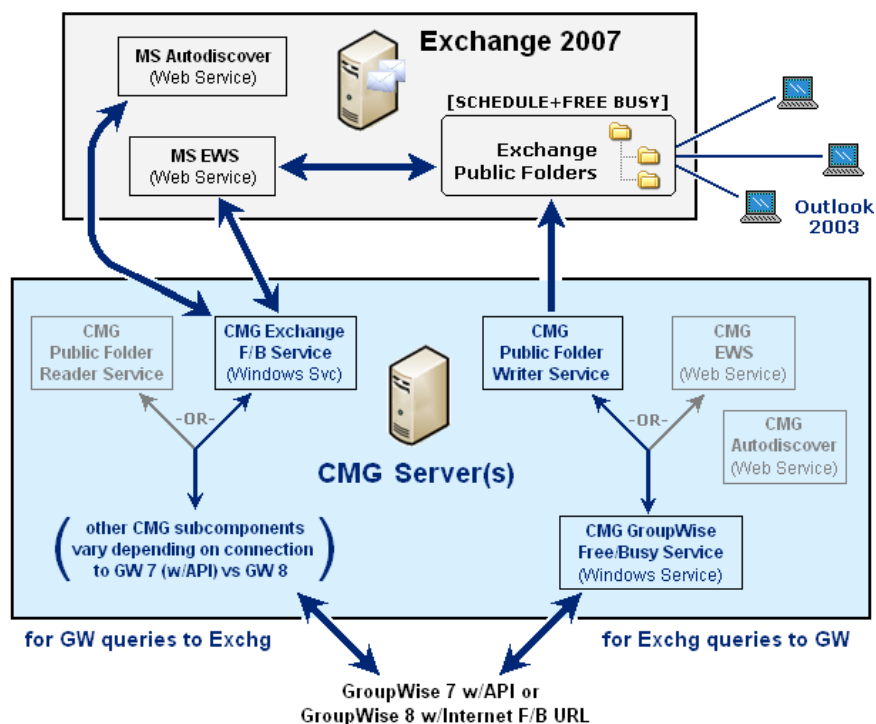 Exchange 2007
MS Autodiscover
(Web Service)
[SCHEDULE+FREE BUSY]
MS EWS
(Web Service)
Exchange
Public Folders
Outlook
2003
CMG
Public Folder
Reader Service
CMG Exchange
F/B Service
(Windows Svc)
CMG
Public Folder
Writer Service
CMG
EWS
(Web Service)
-OR-
-OR-
CMG
Autodiscover
(Web Service)
CMG Server(s)
other CMG subcomponents
vary depending on connection
to GW 7 (w/API) vs GW 8
CMG GroupWise
Free/Busy Service
(Windows Service)
for GW queries to Exchg
for Exchg queries to GW
GroupWise 7 w/API or
GroupWise 8 w/Internet F/B URL